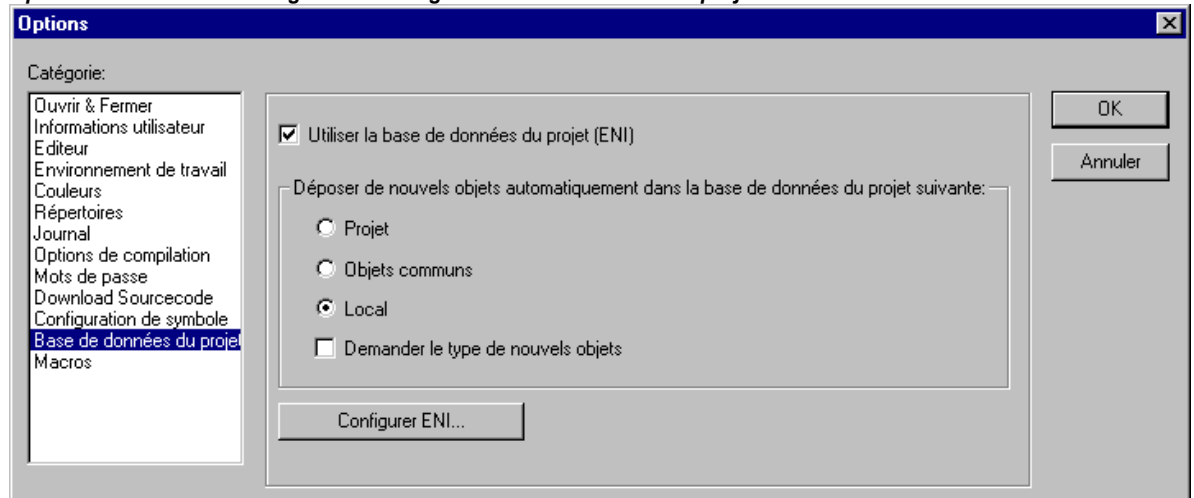 Options
Catégorie:
Ouvrir & Fermer
Informations utilisateur
Editeur
Environnement de travail
Couleurs
Répertoires
Journal
Options de compilation
Mots de passe
Download Sourcecode
Configuration de symbole
Base de données du projet
Macros
Utiliser la base de données du projet (ENI)
Déposer de nouvels objets automatiquement dans la base de données du projet suivante:
Projet
Objets communs
Local
Demander le type de nouvels objets
Configurer ENI...
OK
Annuler